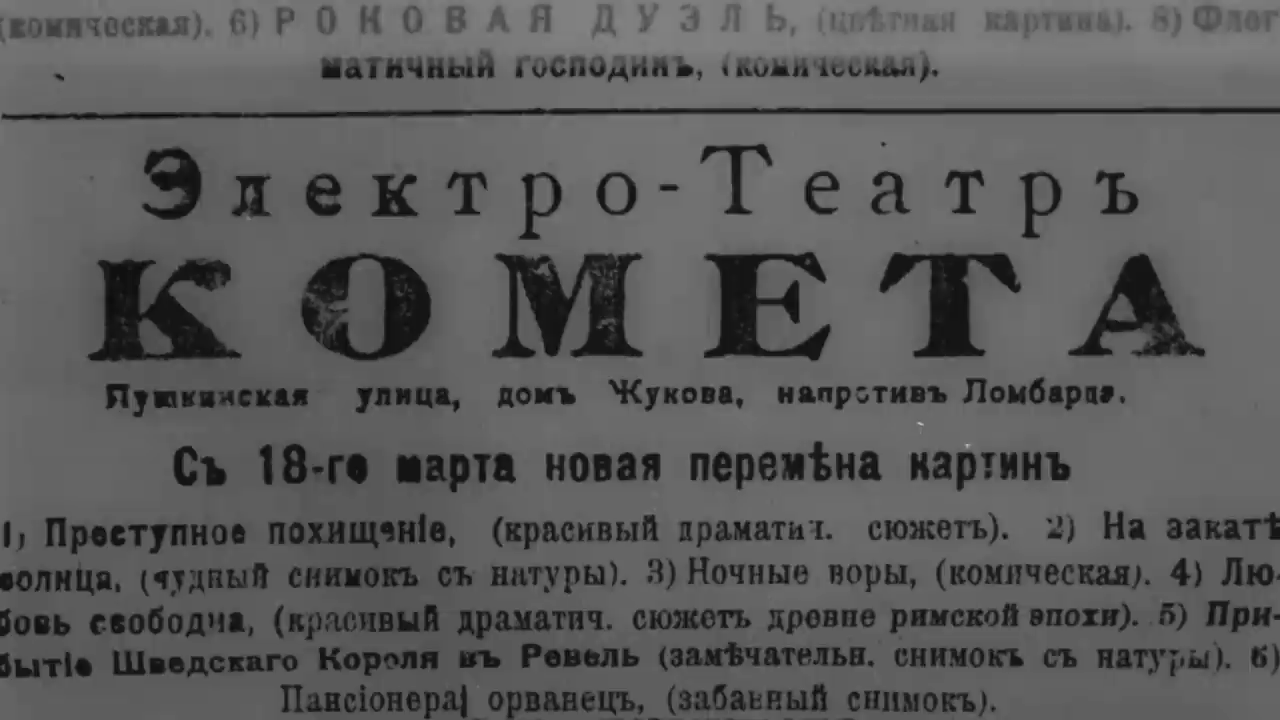 (комическая). 6) РОКОВАЯ ДУЭЛЬ, (цвѣтная картина). 8) Флег-
матичный господинъ, (комическая).
Электро-Театръ
КОМЕТА
Пушкинская улица, домъ Жукова, напротивъ Ломбарда.
Съ 18-го марта новая перемѣна картинъ
1) Преступное похищеніе, (красивый драматич. сюжетъ). 2) На закатѣ
солнца, (чудный снимокъ съ натуры). 3) Ночные воры, (комическая). 4) Лю-
бовь свободна, (красивый драматич. сюжетъ древне римской эпохи). 5) При-
бытіе Шведскаго Короля въ Ревель (замѣчательн. снимокъ съ натуры). 6)
(забавный снимокъ).